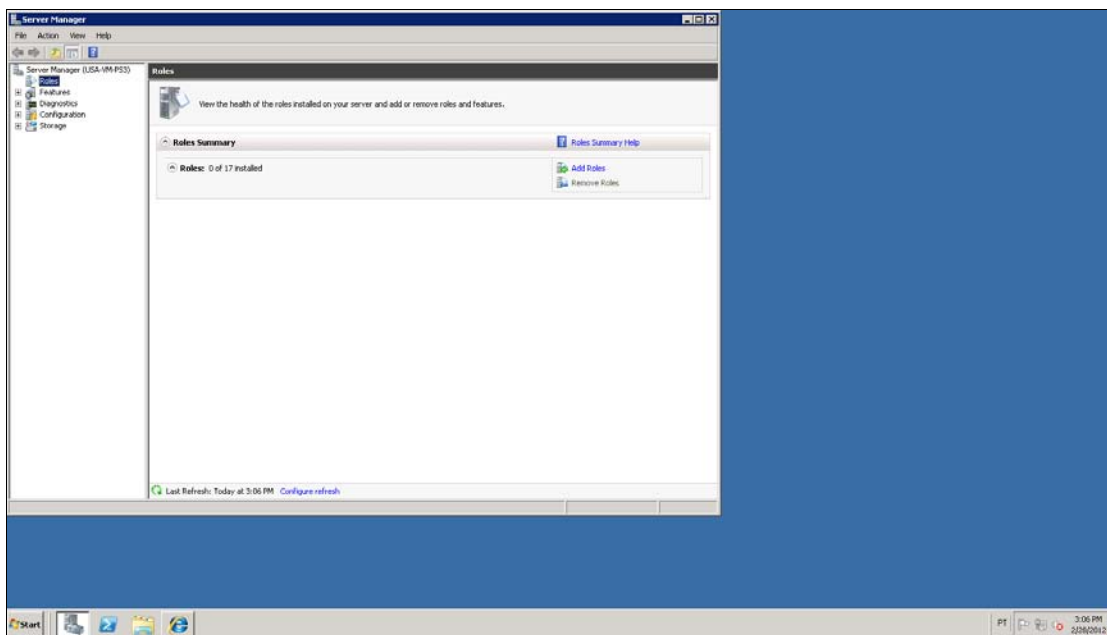 Server Manager
File Action View Help
Server Manager (USA-VM-PS3)
Roles
Features
Diagnostics
Configuration
Storage
Roles
View the health of the roles installed on your server and add or remove roles and features.
Roles Summary
Roles Summary Help
Roles: 0 of 17 installed
Add Roles
Remove Roles
Last Refresh: Today at 3:06 PM Configure refresh
Start
PT
3:06 PM
2/28/2012